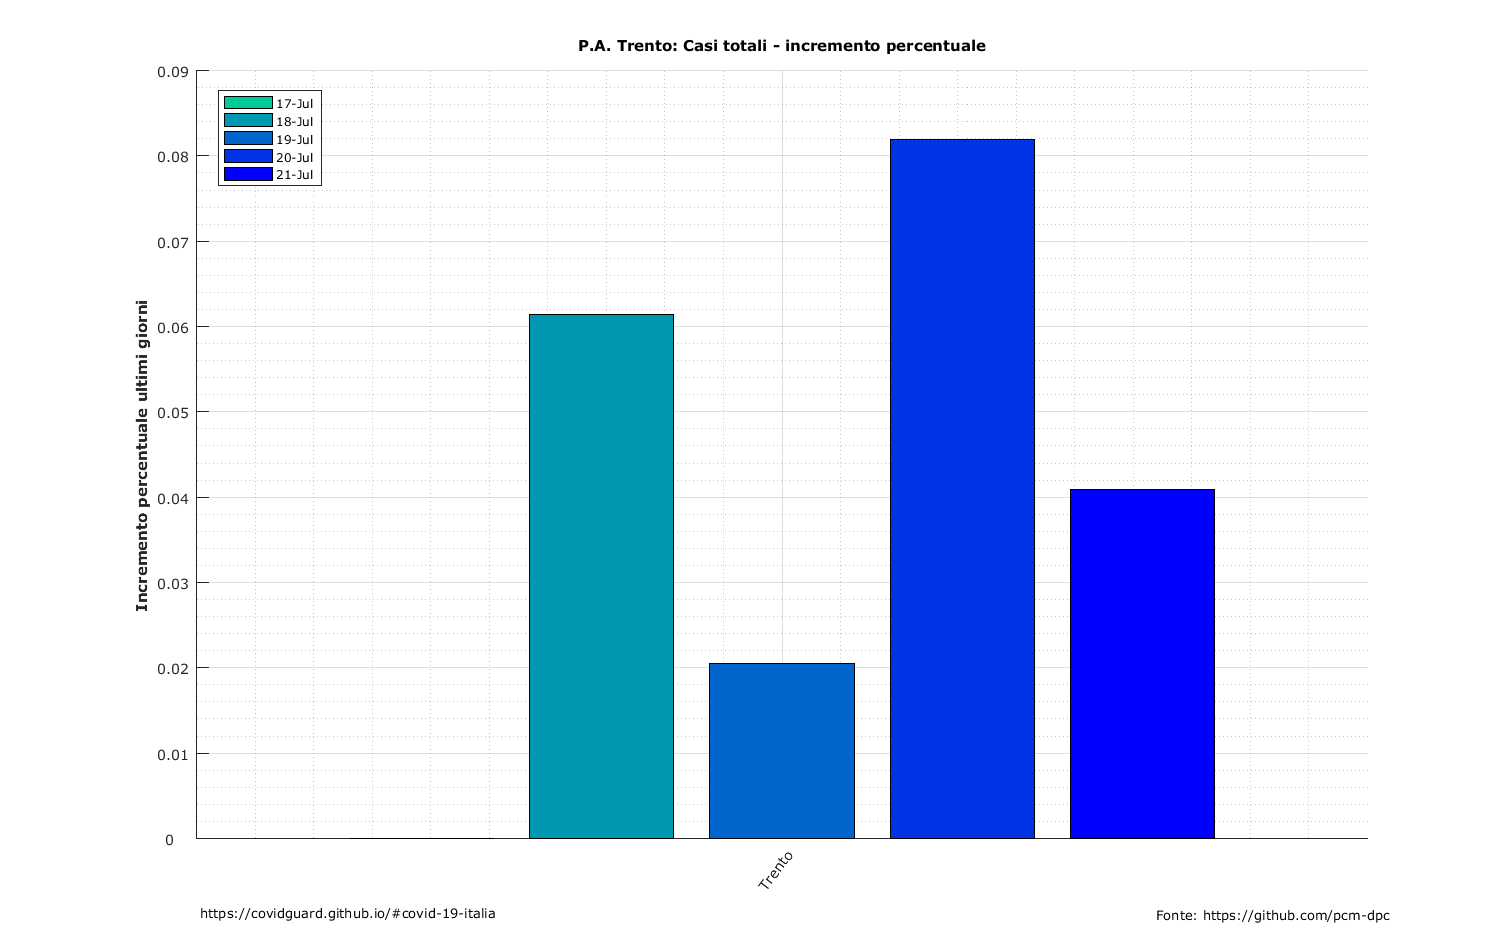 P.A. Trento: Casi totali - incremento percentuale
Incremento percentuale ultimi giorni
0.09
0.08
0.07
0.06
0.05
0.04
0.03
0.02
0.01
0
17-Jul
18-Jul
19-Jul
20-Jul
21-Jul
Trento
https://covidguard.github.io/#covid-19-italia
Fonte: https://github.com/pcm-dpc